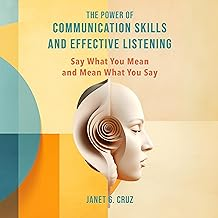 THE POWER OF
COMMUNICATION SKILLS
AND EFFECTIVE LISTENING
Say What You Mean
and Mean What You Say
JANET G. CRUZ